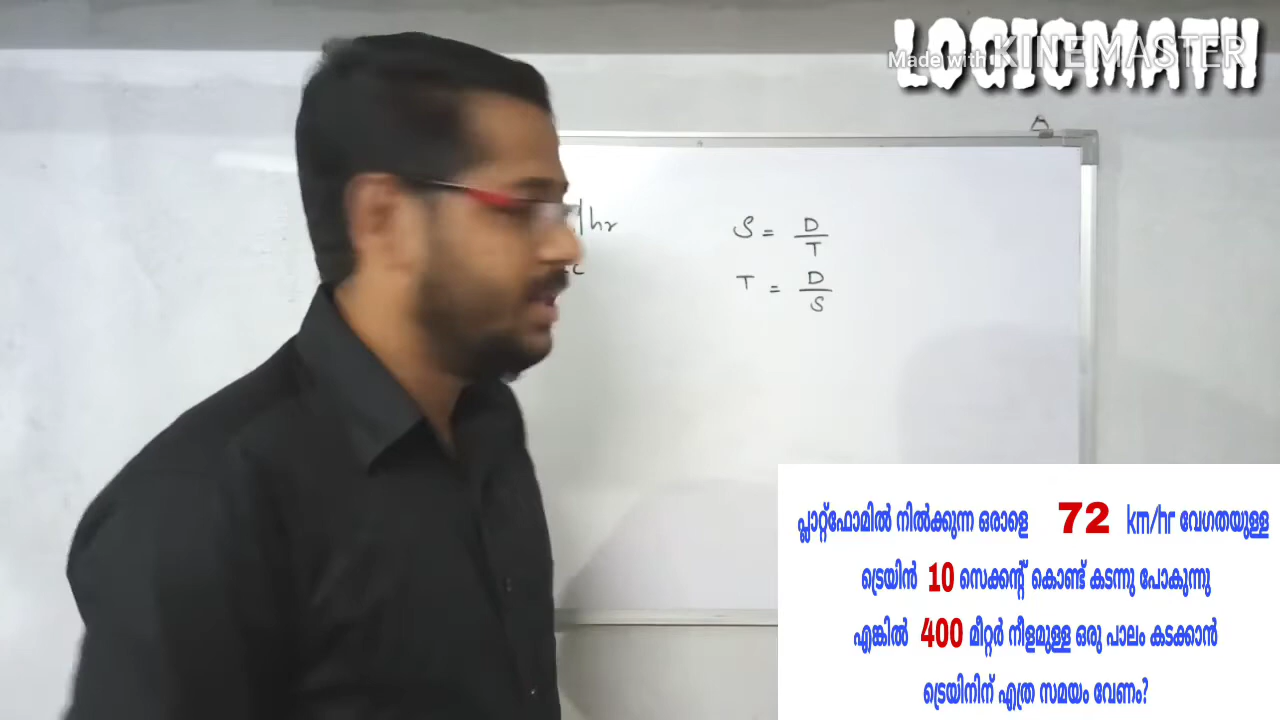 LOGICMATH
Made with KINEMASTER
A
/hr
S = D/T
T = D/S
പ്ലാറ്റ്ഫോമിൽ നിൽക്കുന്ന ഒരാളെ 72 km/hr വേഗതയുള്ള
ട്രെയിൻ 10 സെക്കന്റ് കൊണ്ട് കടന്നു പോകുന്നു
എങ്കിൽ 400 മീറ്റർ നീളമുള്ള ഒരു പാലം കടക്കാൻ
ട്രെയിനിന് എത്ര സമയം വേണം?